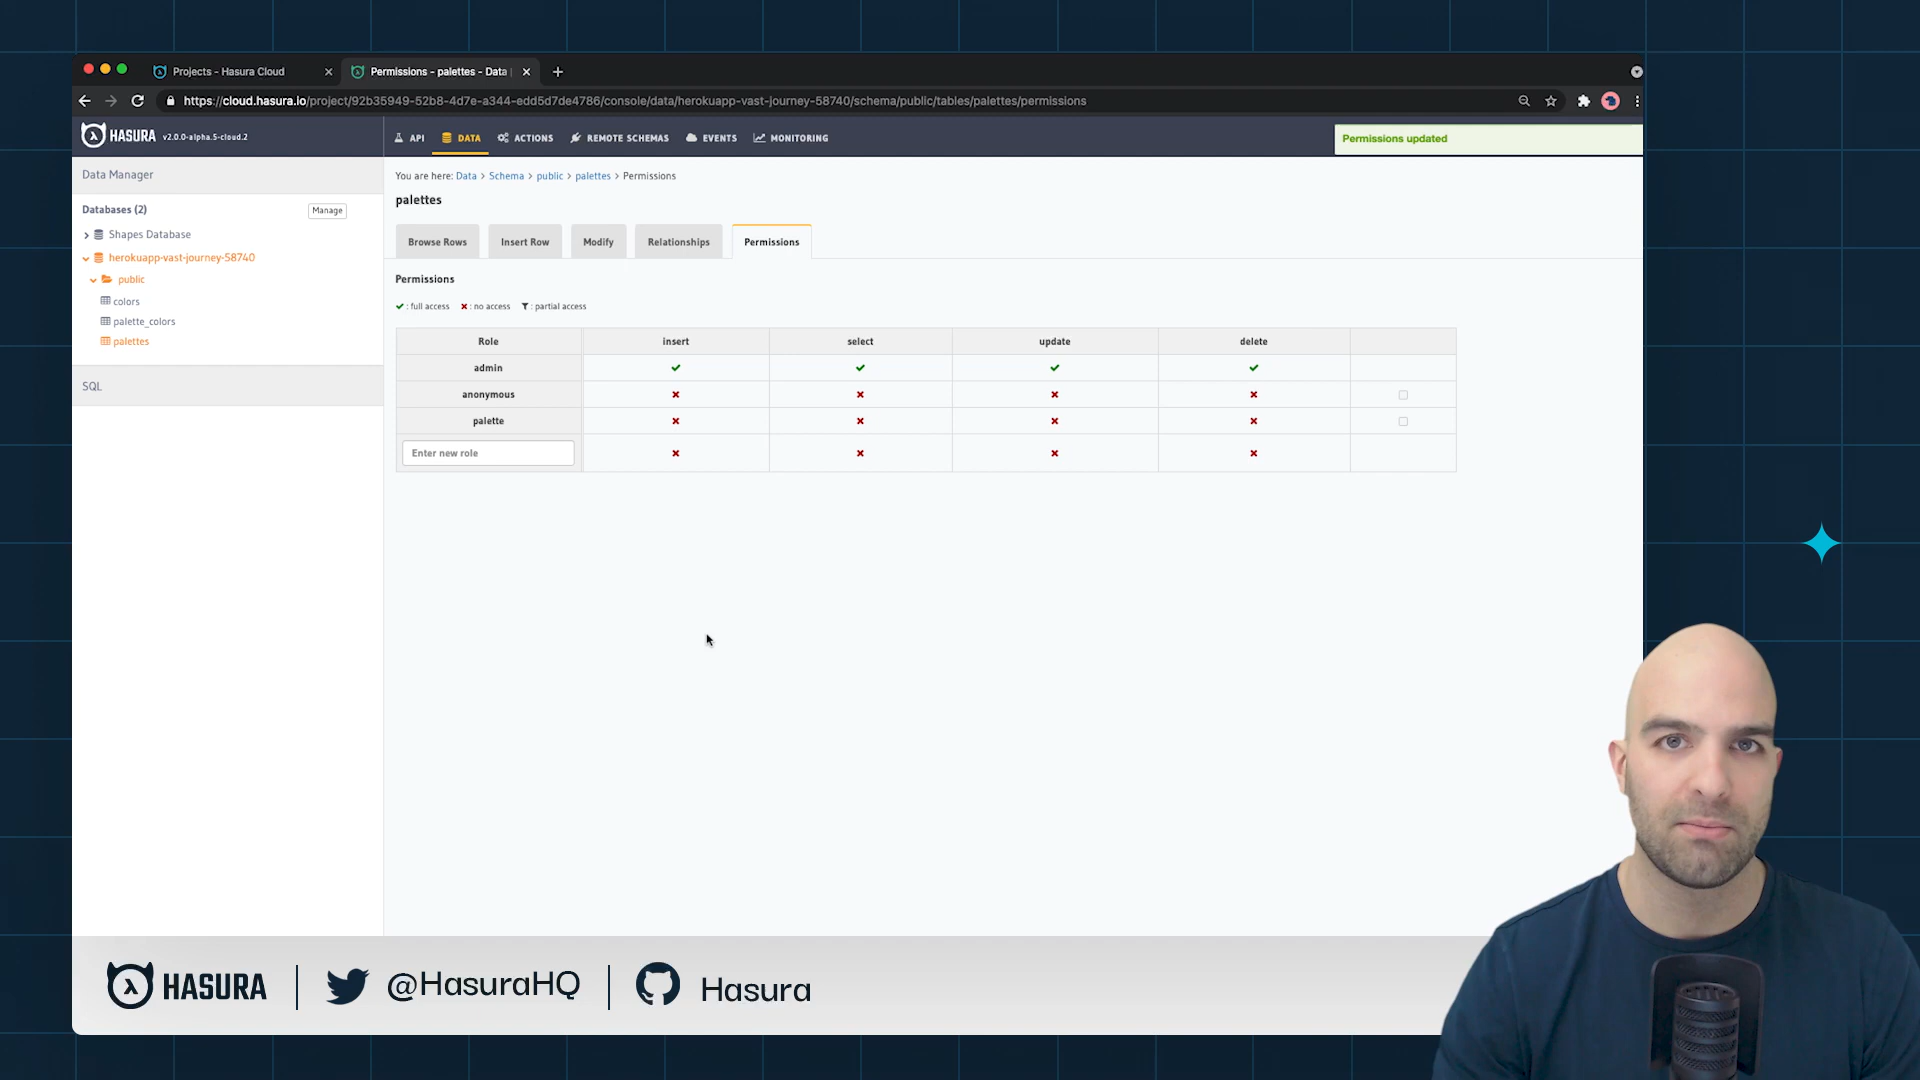 Projects - Hasura Cloud
Permissions - palettes - Data
https://cloud.hasura.io/project/92b35949-52b8-4d7e-a344-edd5d7de4786/console/data/herokuapp-vast-journey-58740/schema/public/tables/palettes/permissions
HASURA v2.0.0-alpha.5-cloud.2
API DATA ACTIONS REMOTE SCHEMAS EVENTS MONITORING
Permissions updated
Data Manager
Databases (2) Manage
Shapes Database
herokuapp-vast-journey-58740
public
colors
palette_colors
palettes
SQL
You are here: Data > Schema > public > palettes > Permissions
palettes
Browse Rows Insert Row Modify Relationships Permissions
Permissions
: full access : no access : partial access
Role insert select update delete
admin
anonymous
palette
Enter new role
HASURA @HasuraHQ Hasura